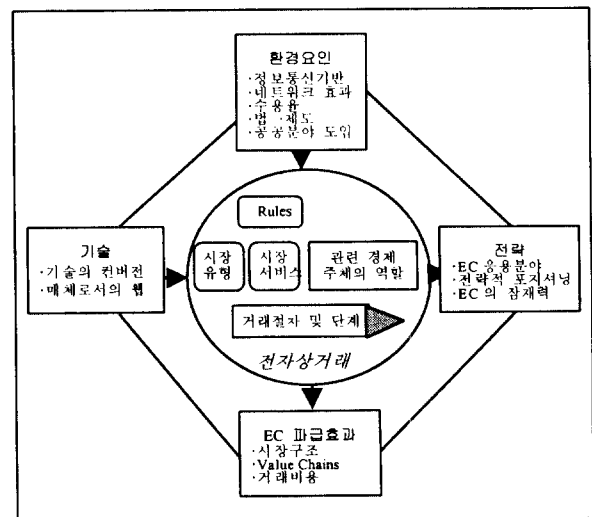 환경요인
·정보통신기반
·네트워크 효과
·수용율
·법·제도
·공공분야 도입
Rules
기술
·기술의 컨버전
·매체로서의 웹
시장
유형
시장
서비스
관련 경제
주체의 역할
전략
·EC 응용분야
·전략적 포지셔닝
·EC의 잠재력
거래절차 및 단계
전자상거래
EC 파급효과
·시장구조
·Value Chains
·거래비용